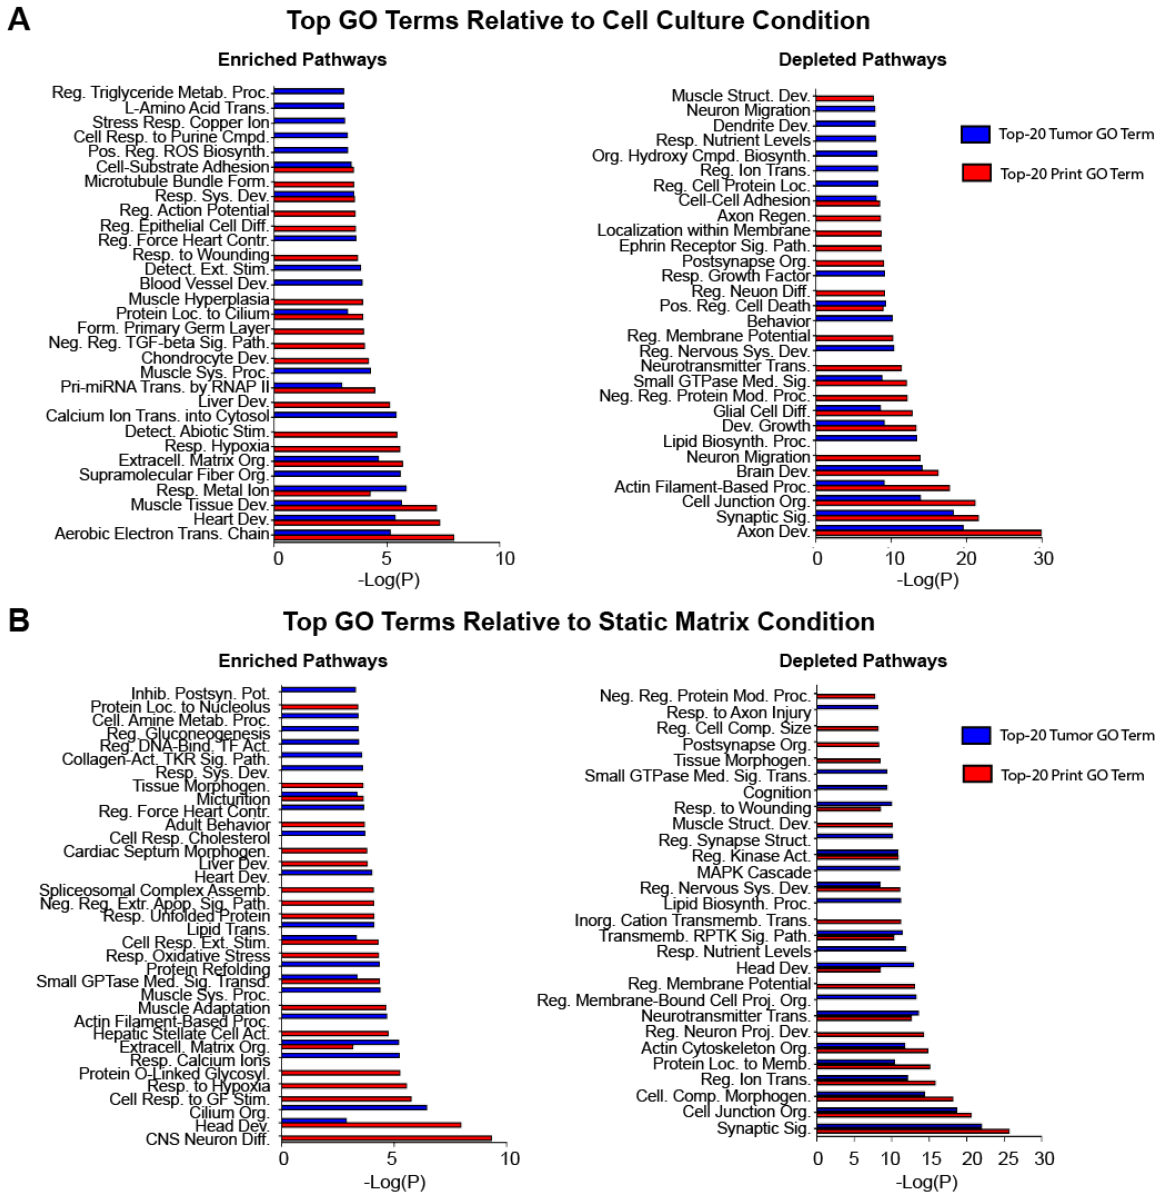 A
Top GO Terms Relative to Cell Culture Condition
Enriched Pathways
Reg. Triglyceride Metab. Proc.
L-Amino Acid Trans.
Stress Resp. Copper Ion
Cell Resp. to Purine Cmpd.
Pos. Reg. ROS Biosynth.
Cell-Substrate Adhesion
Microtubule Bundle Form.
Resp. Sys. Dev.
Reg. Action Potential
Reg. Epithelial Cell Diff.
Reg. Force Heart Contr.
Resp. to Wounding
Detect. Ext. Stim.
Blood Vessel Dev.
Muscle Hyperplasia
Protein Loc. to Cilium
Form. Primary Germ Layer
Neg. Reg. TGF-beta Sig. Path.
Chondrocyte Dev.
Muscle Sys. Proc.
Pri-miRNA Trans. by RNAP II
Liver Dev.
Calcium Ion Trans. into Cytosol
Detect. Abiotic Stim.
Resp. Hypoxia
Extracell. Matrix Org.
Supramolecular Fiber Org.
Resp. Metal Ion
Muscle Tissue Dev.
Heart Dev.
Aerobic Electron Trans. Chain
0 5 10
-Log(P)
Depleted Pathways
Muscle Struct. Dev.
Neuron Migration
Dendrite Dev.
Resp. Nutrient Levels
Org. Hydroxy Cmpd. Biosynth.
Reg. Ion Trans.
Reg. Cell Protein Loc.
Cell-Cell Adhesion
Axon Regen.
Localization within Membrane
Ephrin Receptor Sig. Path.
Postsynapse Org.
Resp. Growth Factor
Reg. Neuon Diff.
Pos. Reg. Cell Death
Behavior
Reg. Membrane Potential
Reg. Nervous Sys. Dev.
Neurotransmitter Trans.
Small GTPase Med. Sig.
Neg. Reg. Protein Mod. Proc.
Glial Cell Diff.
Dev. Growth
Lipid Biosynth. Proc.
Neuron Migration
Brain Dev.
Actin Filament-Based Proc.
Cell Junction Org.
Synaptic Sig.
Axon Dev.
0 10 20 30
-Log(P)
Top-20 Tumor GO Term
Top-20 Print GO Term
B
Top GO Terms Relative to Static Matrix Condition
Enriched Pathways
Inhib. Postsyn. Pot.
Protein Loc. to Nucleolus
Cell. Amine Metab. Proc.
Reg. Gluconeogenesis
Reg. DNA-Bind. TF Act.
Collagen-Act. TKR Sig. Path.
Resp. Sys. Dev.
Tissue Morphogen.
Micturition
Reg. Force Heart Contr.
Adult Behavior
Cell Resp. Cholesterol
Cardiac Septum Morphogen.
Liver Dev.
Heart Dev.
Spliceosomal Complex Assemb.
Neg. Reg. Extr. Apop. Sig. Path.
Resp. Unfolded Protein
Lipid Trans.
Cell Resp. Ext. Stim.
Resp. Oxidative Stress
Protein Refolding
Small GPTase Med. Sig. Transd.
Muscle Sys. Proc.
Muscle Adaptation
Actin Filament-Based Proc.
Hepatic Stellate Cell Act.
Extracell. Matrix Org.
Resp. Calcium Ions
Protein O-Linked Glycosyl.
Resp. to Hypoxia
Cell Resp. to GF Stim.
Cilium Org.
Head Dev.
CNS Neuron Diff.
0 5 10
-Log(P)
Depleted Pathways
Neg. Reg. Protein Mod. Proc.
Resp. to Axon Injury
Reg. Cell Comp. Size
Postsynapse Org.
Tissue Morphogen.
Small GTPase Med. Sig. Trans.
Cognition
Resp. to Wounding
Muscle Struct. Dev.
Reg. Synapse Struct.
Reg. Kinase Act.
MAPK Cascade
Reg. Nervous Sys. Dev.
Lipid Biosynth. Proc.
Inorg. Cation Transmemb. Trans.
Transmemb. RPTK Sig. Path.
Resp. Nutrient Levels
Head Dev.
Reg. Membrane Potential
Reg. Membrane-Bound Cell Proj. Org.
Neurotransmitter Trans.
Reg. Neuron Proj. Dev.
Actin Cytoskeleton Org.
Protein Loc. to Memb.
Reg. Ion Trans.
Cell. Comp. Morphogen.
Cell Junction Org.
Synaptic Sig.
0 5 10 15 20 25 30
-Log(P)
Top-20 Tumor GO Term
Top-20 Print GO Term